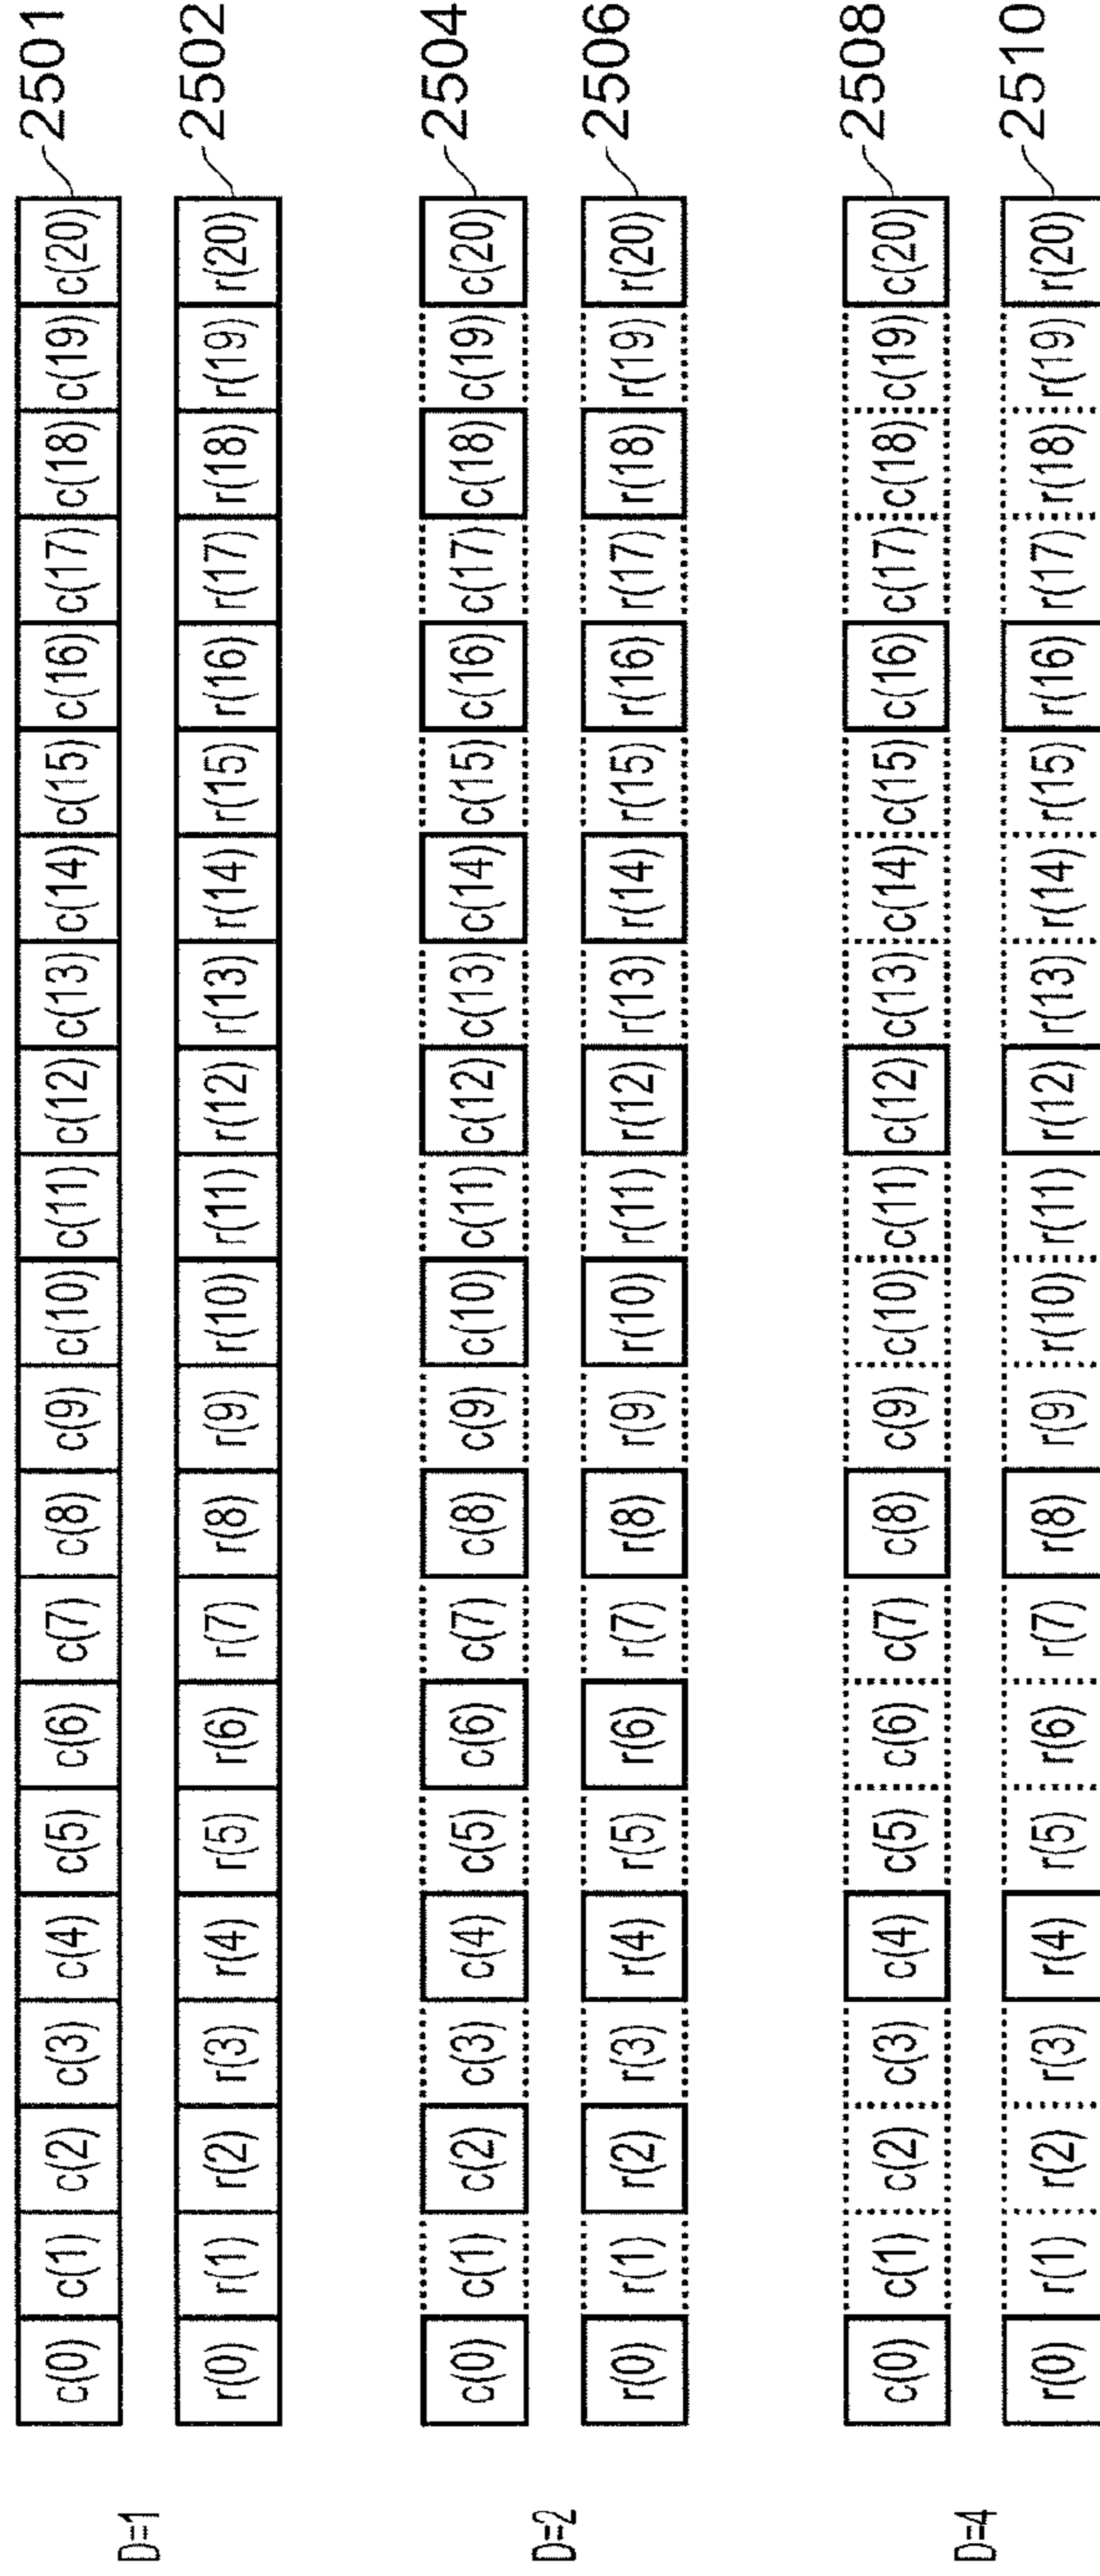 D=1
c(0) c(1) c(2) c(3) c(4) c(5) c(6) c(7) c(8) c(9) c(10) c(11) c(12) c(13) c(14) c(15) c(16) c(17) c(18) c(19) c(20) 2501
r(0) r(1) r(2) r(3) r(4) r(5) r(6) r(7) r(8) r(9) r(10) r(11) r(12) r(13) r(14) r(15) r(16) r(17) r(18) r(19) r(20) 2502
D=2
c(0) c(1) c(2) c(3) c(4) c(5) c(6) c(7) c(8) c(9) c(10) c(11) c(12) c(13) c(14) c(15) c(16) c(17) c(18) c(19) c(20) 2504
r(0) r(1) r(2) r(3) r(4) r(5) r(6) r(7) r(8) r(9) r(10) r(11) r(12) r(13) r(14) r(15) r(16) r(17) r(18) r(19) r(20) 2506
D=4
c(0) c(1) c(2) c(3) c(4) c(5) c(6) c(7) c(8) c(9) c(10) c(11) c(12) c(13) c(14) c(15) c(16) c(17) c(18) c(19) c(20) 2508
r(0) r(1) r(2) r(3) r(4) r(5) r(6) r(7) r(8) r(9) r(10) r(11) r(12) r(13) r(14) r(15) r(16) r(17) r(18) r(19) r(20) 2510